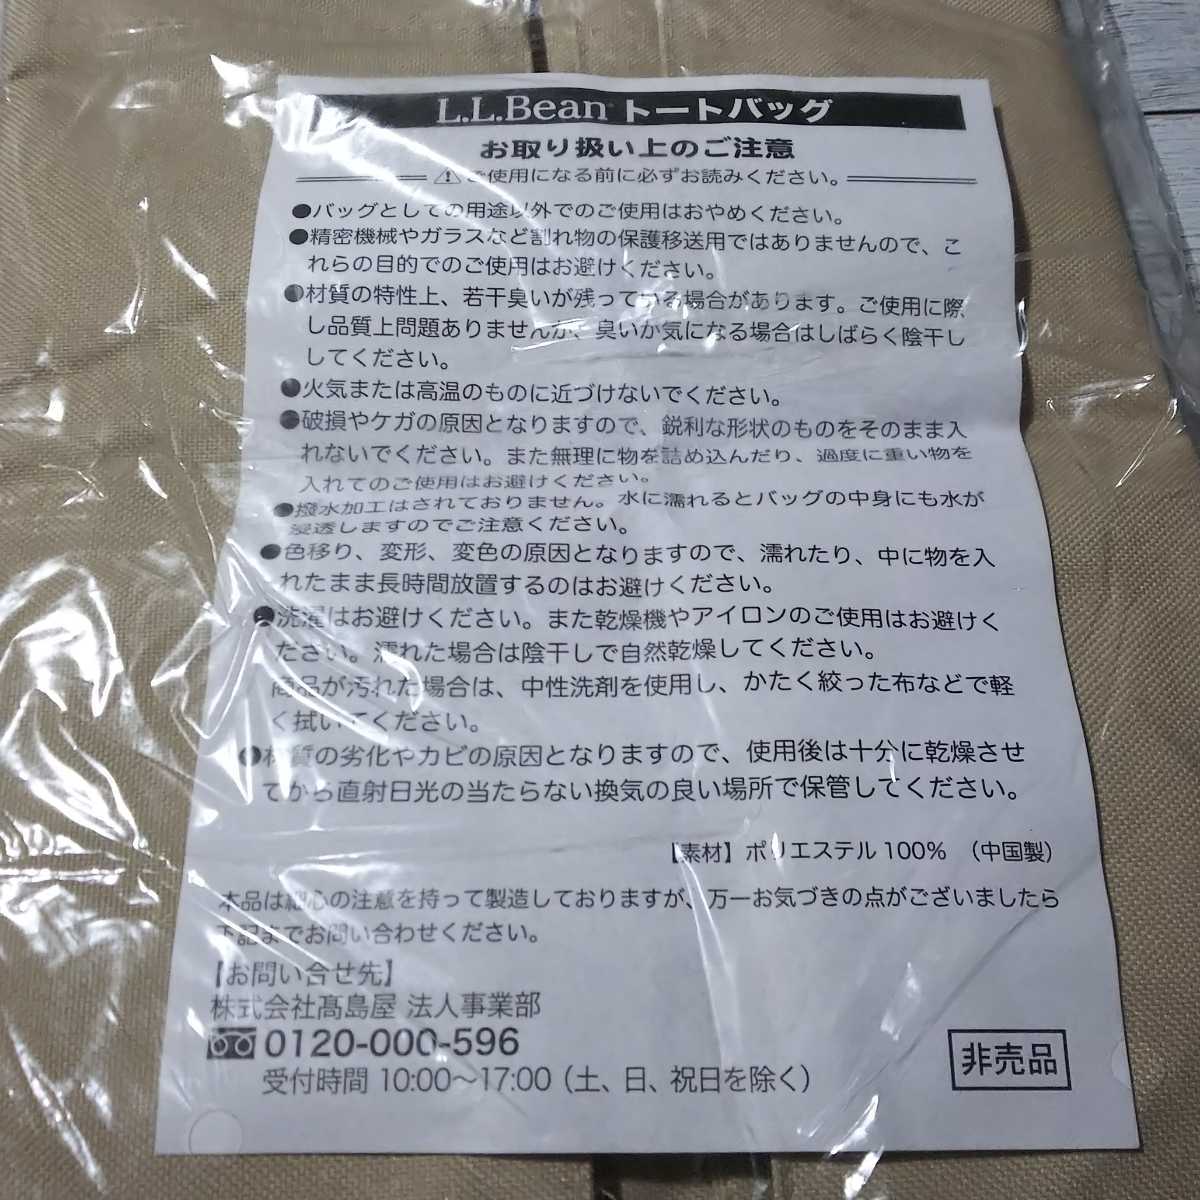 L.L.Bean トートバッグ
お取り扱い上のご注意
ご使用になる前に必ずお読みください。
●バッグとしての用途以外でのご使用はおやめください。
●精密機械やガラスなど割れ物の保護移送用ではありませんので、こ
れらの目的でのご使用はお避けください。
●材質の特性上、若干臭いが残っている場合があります。ご使用に際
し品質上問題ありませんが、臭いが気になる場合はしばらく陰干し
してください。
●火気または高温のものに近づけないでください。
●破損やケガの原因となりますので、鋭利な形状のものをそのまま入
れないでください。また無理に物を詰め込んだり、過度に重い物を
入れてのご使用はお避けください。
●撥水加工はされておりません。水に濡れるとバッグの中身にも水が
浸透しますのでご注意ください。
●色移り、変形、変色の原因となりますので、濡れたり、中に物を入
れたまま長時間放置するのはお避けください。
●洗濯はお避けください。また乾燥機やアイロンのご使用はお避けく
ださい。濡れた場合は陰干しで自然乾燥してください。
商品が汚れた場合は、中性洗剤を使用し、かたく絞った布などで軽
く拭いてください。
●材質の劣化やカビの原因となりますので、使用後は十分に乾燥させ
てから直射日光の当たらない換気の良い場所で保管してください。
【素材】ポリエステル100% （中国製）
本品は細心の注意を持って製造しておりますが、万一お気づきの点がございましたら
下記までお問い合わせください。
【お問い合せ先】
株式会社髙島屋 法人事業部
0120-000-596
受付時間 10:00〜17:00（土、日、祝日を除く）
非売品